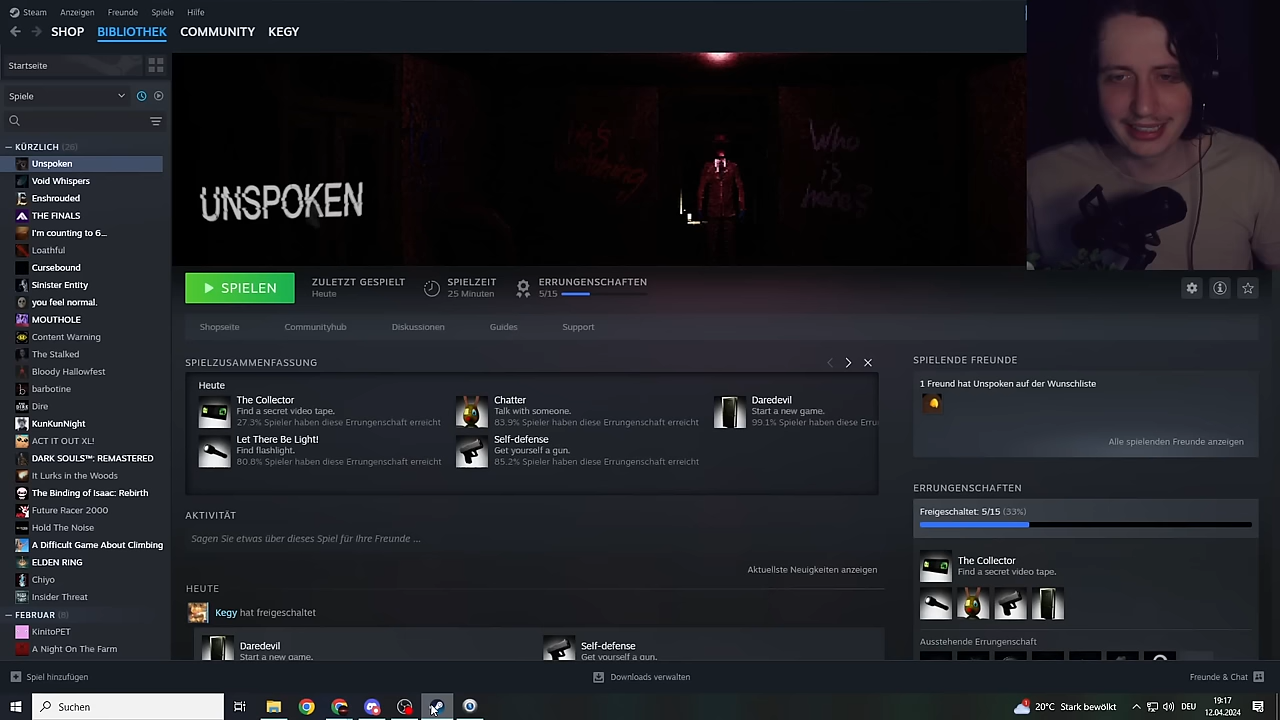 Steam Anzeigen Freunde Spiele Hilfe
SHOP BIBLIOTHEK COMMUNITY KEGY
Startseite
Spiele
KÜRZLICH (26)
Unspoken
Void Whispers
Enshrouded
THE FINALS
I'm counting to 6...
Loathful
Cursebound
Sinister Entity
you feel normal.
MOUTHOLE
Content Warning
The Stalked
Bloody Hallowfest
barbotine
Dire
KunKunNight
ACT IT OUT XL!
DARK SOULS™: REMASTERED
It Lurks in the Woods
The Binding of Isaac: Rebirth
Future Racer 2000
Hold The Noise
A Difficult Game About Climbing
ELDEN RING
Chiyo
Insider Threat
FEBRUAR (8)
KinitoPET
A Night On The Farm
UNSPOKEN
Who
is
here?
SPIELEN
ZULETZT GESPIELT
Heute
SPIELZEIT
25 Minuten
ERRUNGENSCHAFTEN
5/15
Shopseite Communityhub Diskussionen Guides Support
SPIELZUSAMMENFASSUNG
Heute
The Collector
Find a secret video tape.
27.3% Spieler haben diese Errungenschaft erreicht
Chatter
Talk with someone.
83.9% Spieler haben diese Errungenschaft erreicht
Daredevil
Start a new game.
99.1% Spieler haben diese Erru
Let There Be Light!
Find flashlight.
80.8% Spieler haben diese Errungenschaft erreicht
Self-defense
Get yourself a gun.
85.2% Spieler haben diese Errungenschaft erreicht
AKTIVITÄT
Sagen Sie etwas über dieses Spiel für Ihre Freunde ...
Aktuellste Neuigkeiten anzeigen
HEUTE
Kegy hat freigeschaltet
Daredevil
Start a new game.
Self-defense
Get yourself a gun.
SPIELENDE FREUNDE
1 Freund hat Unspoken auf der Wunschliste
Alle spielenden Freunde anzeigen
ERRUNGENSCHAFTEN
Freigeschaltet: 5/15 (33%)
The Collector
Find a secret video tape.
Ausstehende Errungenschaft
Spiel hinzufügen
Downloads verwalten
Freunde & Chat
Suchen
20°C Stark bewölkt
DEU
19:17
12.04.2024